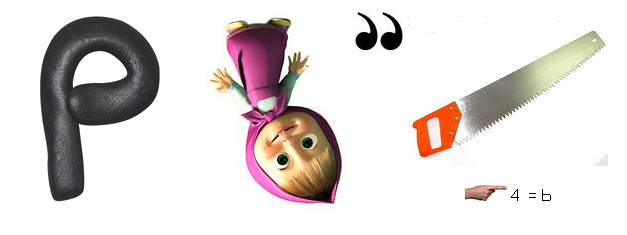 Р ,,
4 = Ь